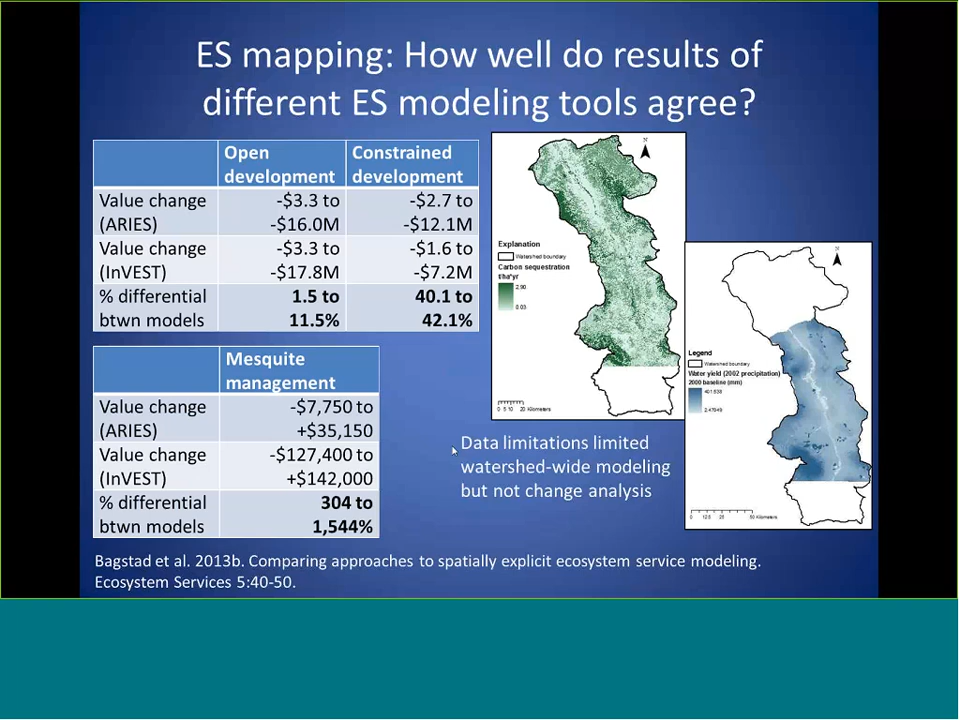 ES mapping: How well do results of
different ES modeling tools agree?
Open development
Constrained development
Value change (ARIES)
-$3.3 to -$16.0M
-$2.7 to -$12.1M
Value change (InVEST)
-$3.3 to -$17.8M
-$1.6 to -$7.2M
% differential btwn models
1.5 to 11.5%
40.1 to 42.1%
Mesquite management
Value change (ARIES)
-$7,750 to +$35,150
Value change (InVEST)
-$127,400 to +$142,000
% differential btwn models
304 to 1,544%
N
Explanation
Watershed boundary
Carbon sequestration
2.90
0.03
0 5 10 20 Kilometers
N
Legend
Watershed boundary
Water yield (2002 precipitation)
2000 baseline (mm)
0 12.5 25 50 Kilometers
Data limitations limited
watershed-wide modeling
but not change analysis
Bagstad et al. 2013b. Comparing approaches to spatially explicit ecosystem service modeling.
Ecosystem Services 5:40-50.